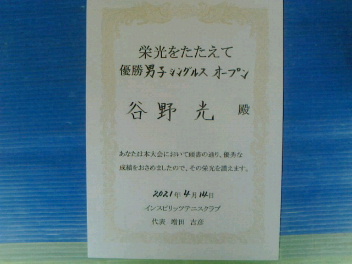 栄光をたたえて
優勝男子シングルス オープン
谷野 光 殿
あなたは本大会において頭書の通り、優秀な
成績をおさめましたので、その栄光を讃えます。
2021年4月14日
インスピリッツテニスクラブ
代表 増田 吉彦